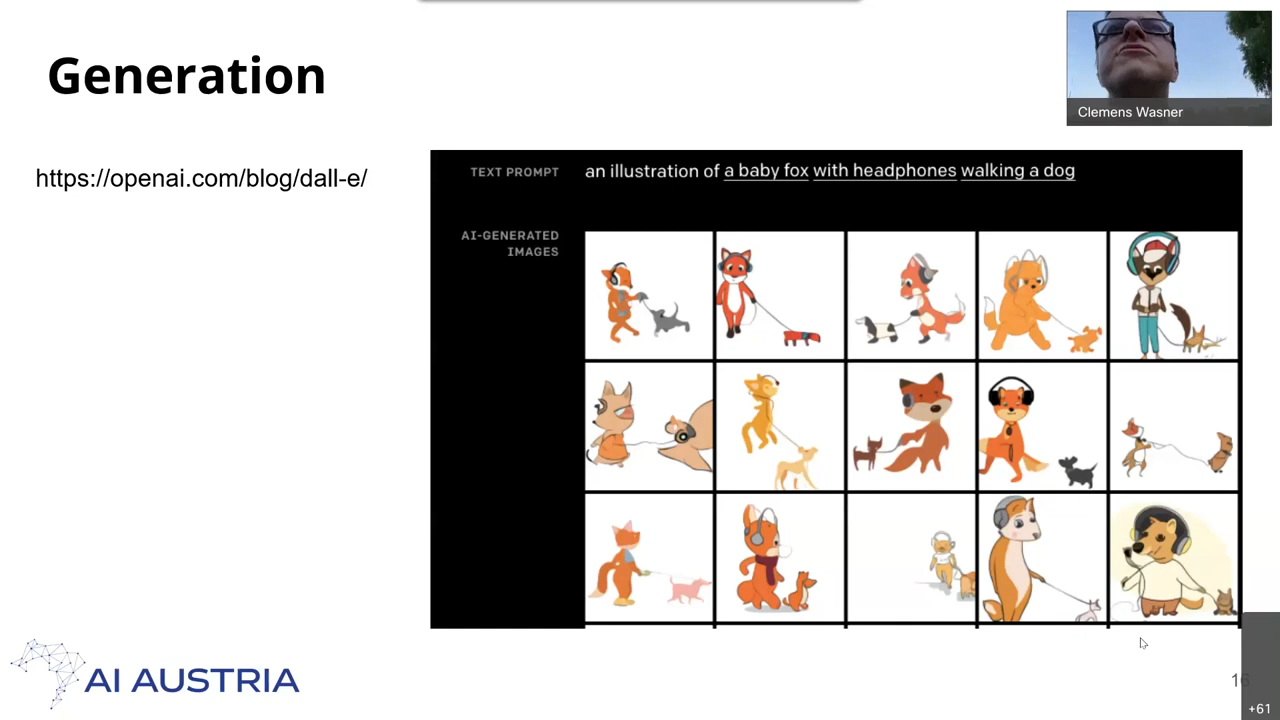 Generation
Clemens Wasner
https://openai.com/blog/dall-e/
TEXT PROMPT
an illustration of a baby fox with headphones walking a dog
AI-GENERATED
IMAGES
AI AUSTRIA
16
+61